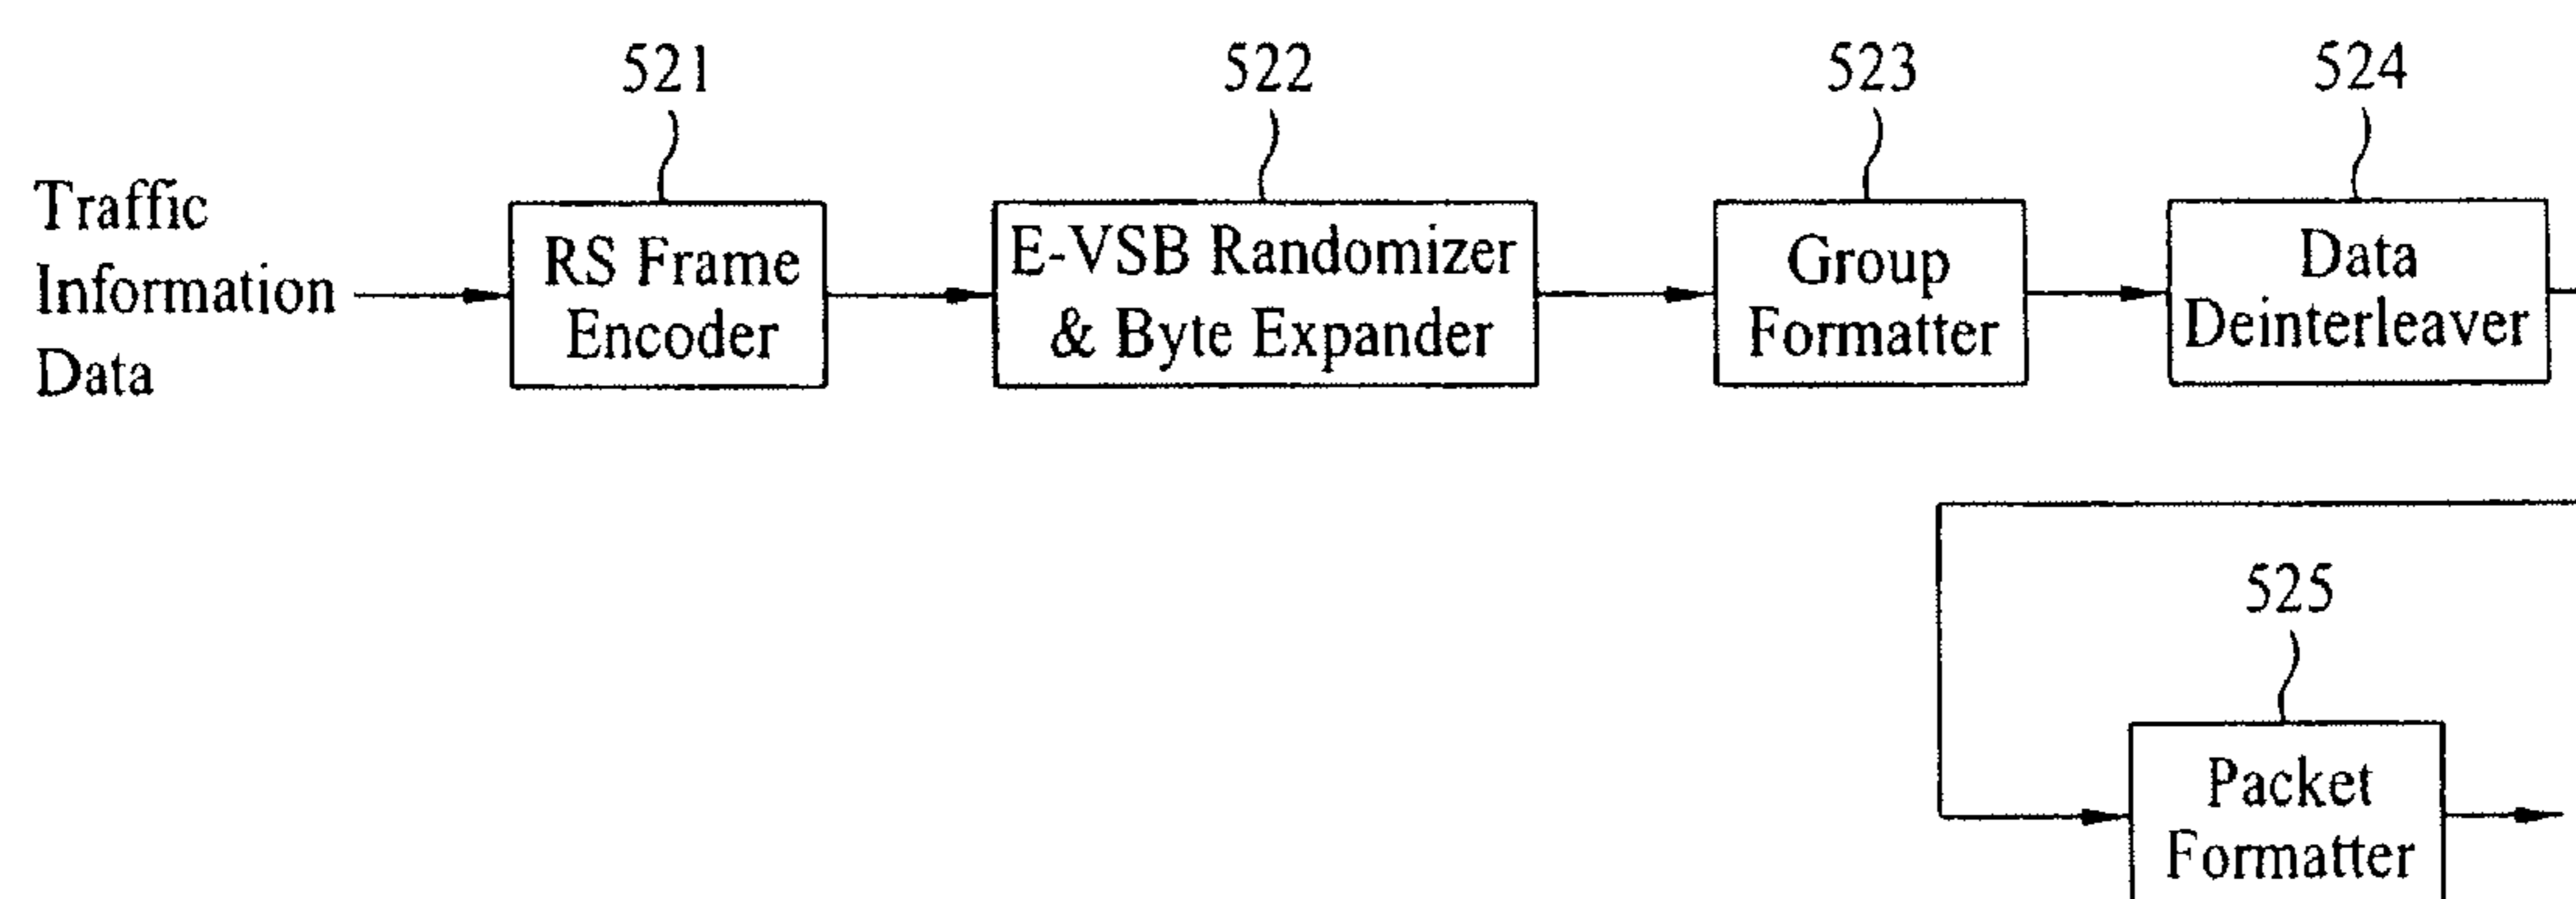 521
522
523
524
Traffic
Information
Data
RS Frame
Encoder
E-VSB Randomizer
& Byte Expander
Group
Formatter
Data
Deinterleaver
525
Packet
Formatter